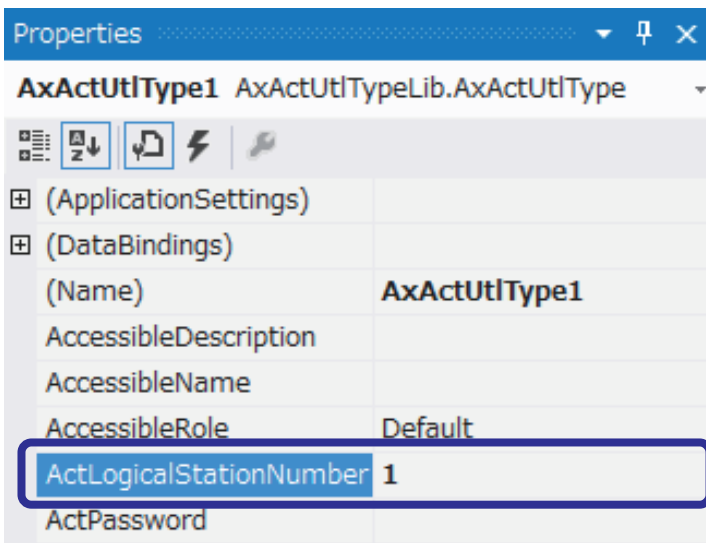 Properties
AxActUtlType1 AxActUtlTypeLib.AxActUtlType
(ApplicationSettings)
(DataBindings)
(Name) AxActUtlType1
AccessibleDescription
AccessibleName
AccessibleRole Default
ActLogicalStationNumber 1
ActPassword